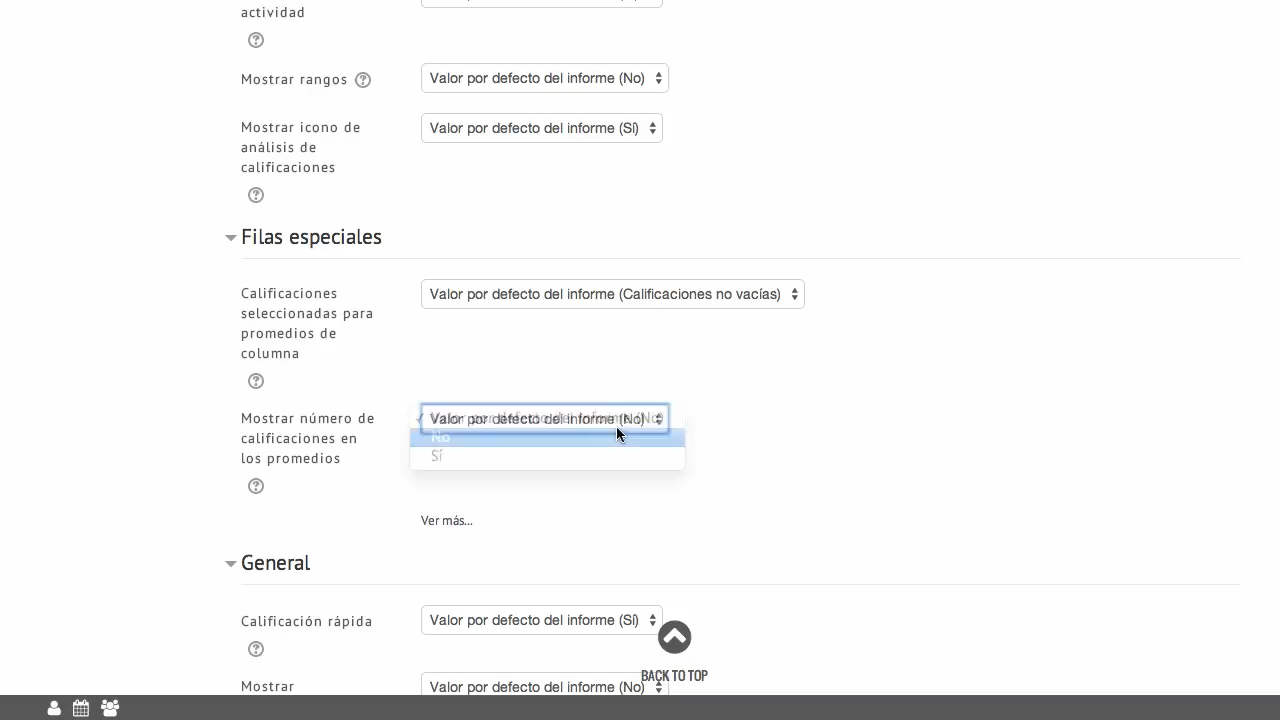 actividad
Mostrar rangos
Valor por defecto del informe (No)
Mostrar icono de
análisis de
calificaciones
Valor por defecto del informe (Sí)
Filas especiales
Calificaciones
seleccionadas para
promedios de
columna
Valor por defecto del informe (Calificaciones no vacías)
Mostrar número de
calificaciones en
los promedios
Valor por defecto del informe (No)
No
Sí
Ver más...
General
Calificación rápida
Valor por defecto del informe (Sí)
BACK TO TOP
Mostrar
Valor por defecto del informe (No)